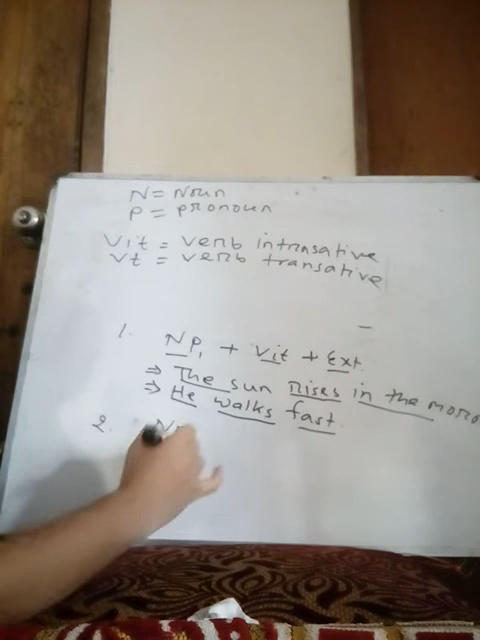 N = Noun
P = pronoun
Vit = verb intransative
Vt = verb transative
1. NP1 + Vit + Ext.
⇒ The sun rises in the
⇒ He walks fast.
2. N